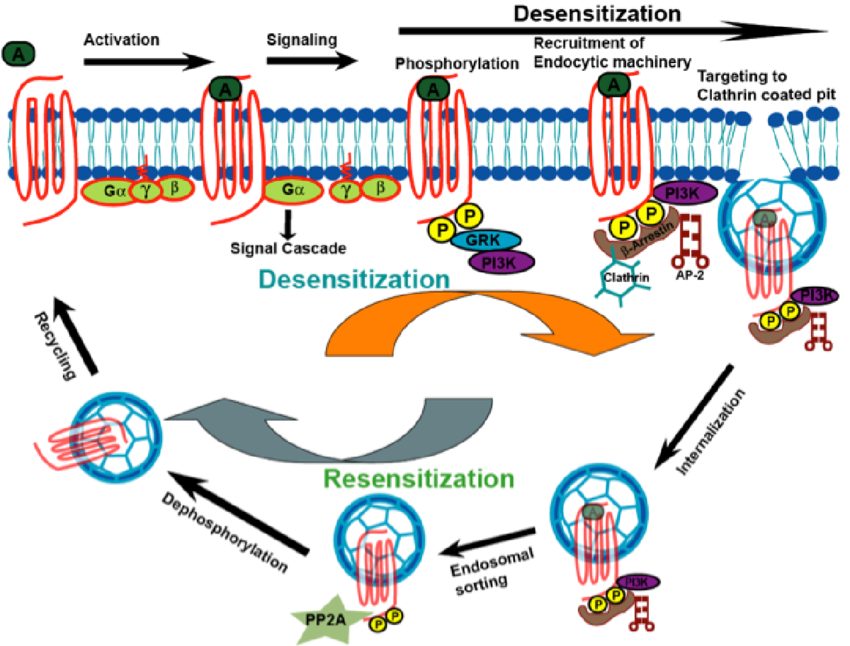 Desensitization
A
Activation
Signaling
Phosphorylation
Recruitment of
Endocytic machinery
Targeting to
Clathrin coated pit
A
A
A
Gα
γ
β
Gα
γ
β
Signal Cascade
P
P
GRK
PI3K
P
P
PI3K
β-Arrestin
Clathrin
AP-2
A
PI3K
P
P
Desensitization
Recycling
Internalization
Resensitization
Dephosphorylation
Endosomal
sorting
A
PI3K
P
P
PP2A
P
P